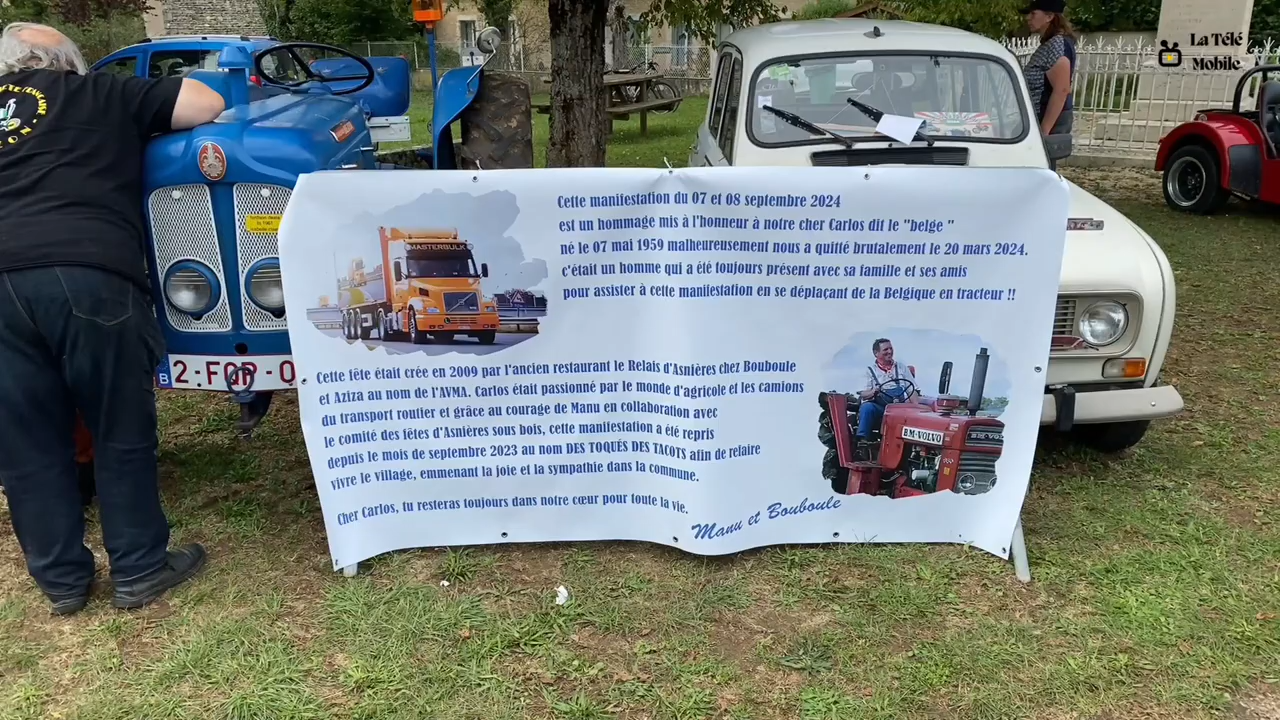 La Télé
Mobile
Cette manifestation du 07 et 08 septembre 2024
est un hommage mis à l'honneur à notre cher Carlos dit le "belge "
né le 07 mai 1959 malheureusement nous a quitté brutalement le 20 mars 2024.
c'était un homme qui a été toujours présent avec sa famille et ses amis
pour assister à cette manifestation en se déplaçant de la Belgique en tracteur !!
MASTERBULK
Cette fête était crée en 2009 par l'ancien restaurant le Relais d'Asnières chez Bouboule
et Aziza au nom de l'AVMA. Carlos était passionné par le monde d'agricole et les camions
du transport routier et grâce au courage de Manu en collaboration avec
le comité des fêtes d'Asnières sous bois, cette manifestation a été repris
depuis le mois de septembre 2023 au nom DES TOQUÉS DES TACOTS afin de relaire
vivre le village, emmenant la joie et la sympathie dans la commune.
Cher Carlos, tu resteras toujours dans notre cœur pour toute la vie.
Manu et Bouboule
BM-VOLVO
B 2-FOP-0